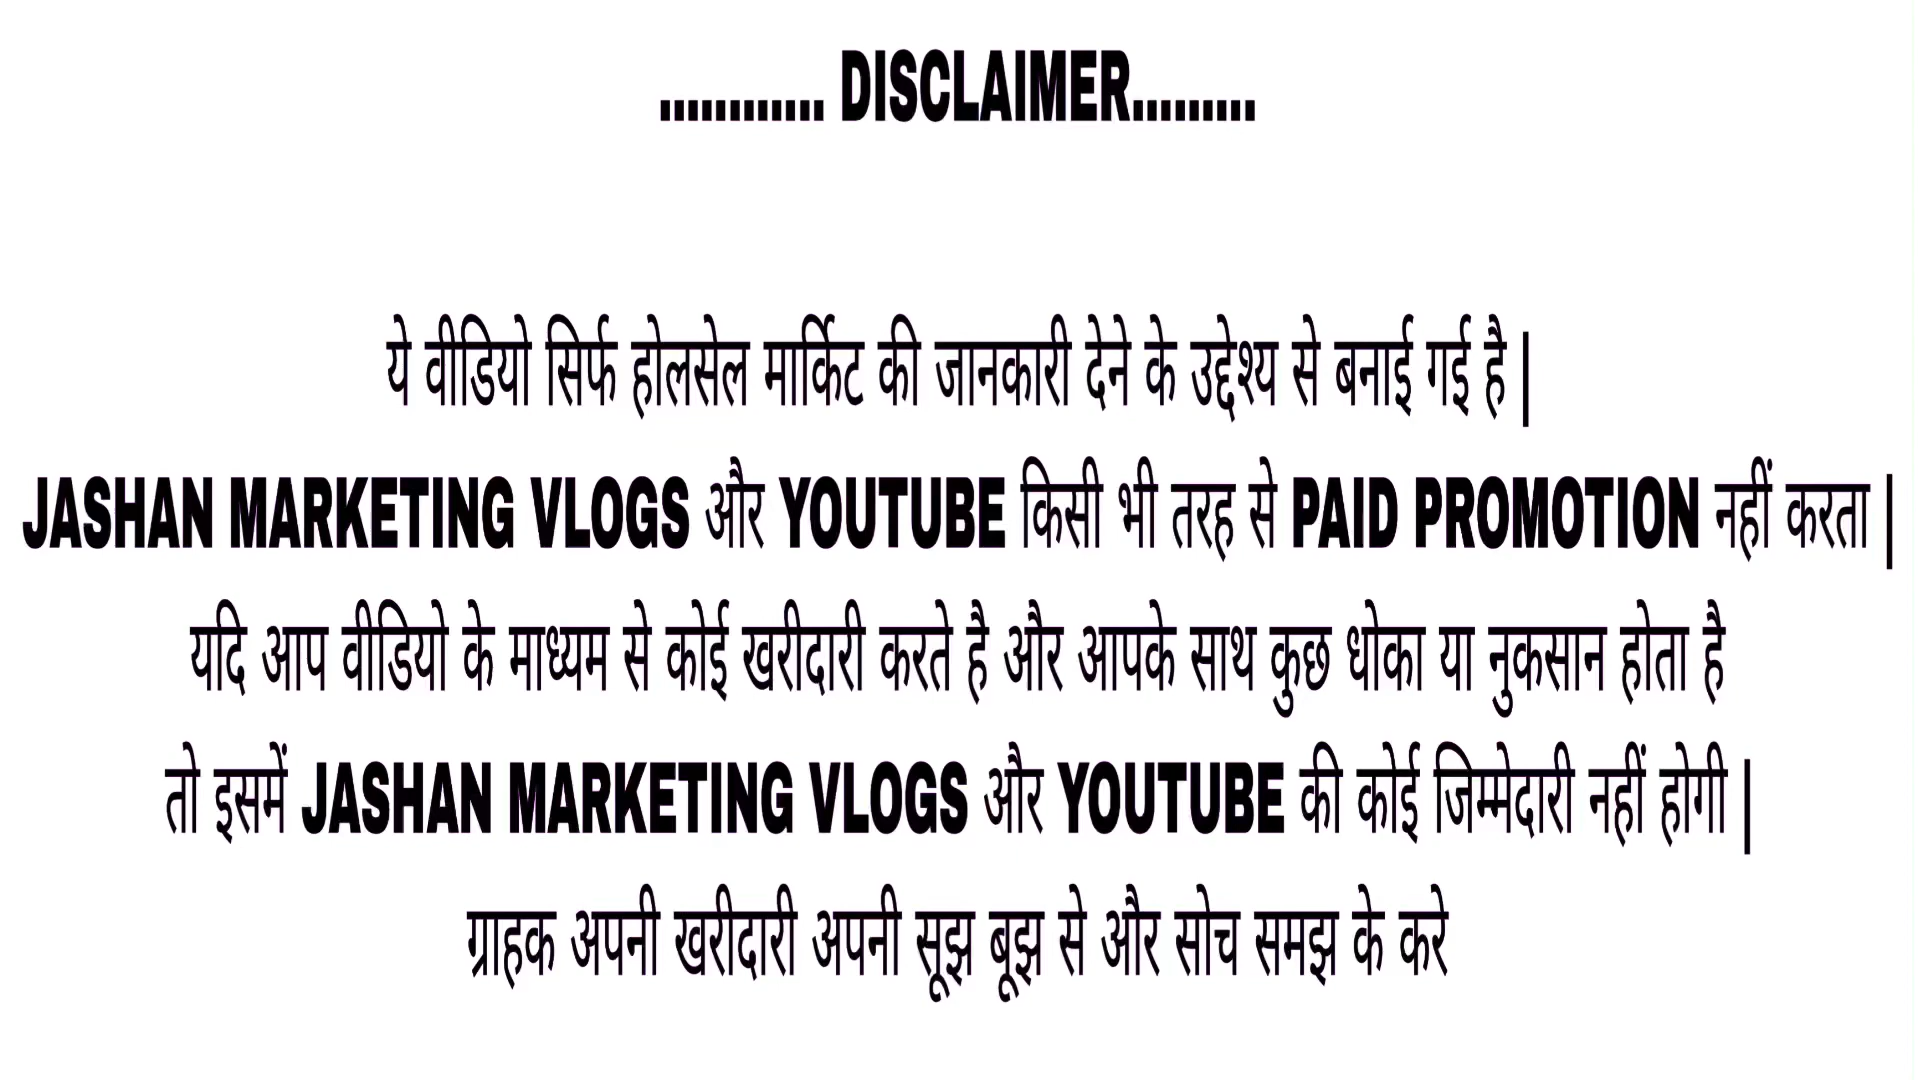 ............ DISCLAIMER.........
ये वीडियो सिर्फ होलसेल मार्किट की जानकारी देने के उद्देश्य से बनाई गई है |
JASHAN MARKETING VLOGS और YOUTUBE किसी भी तरह से PAID PROMOTION नहीं करता |
यदि आप वीडियो के माध्यम से कोई खरीदारी करते है और आपके साथ कुछ धोका या नुकसान होता है
तो इसमें JASHAN MARKETING VLOGS और YOUTUBE की कोई जिम्मेदारी नहीं होगी |
ग्राहक अपनी खरीदारी अपनी सूझ बूझ से और सोच समझ के करे